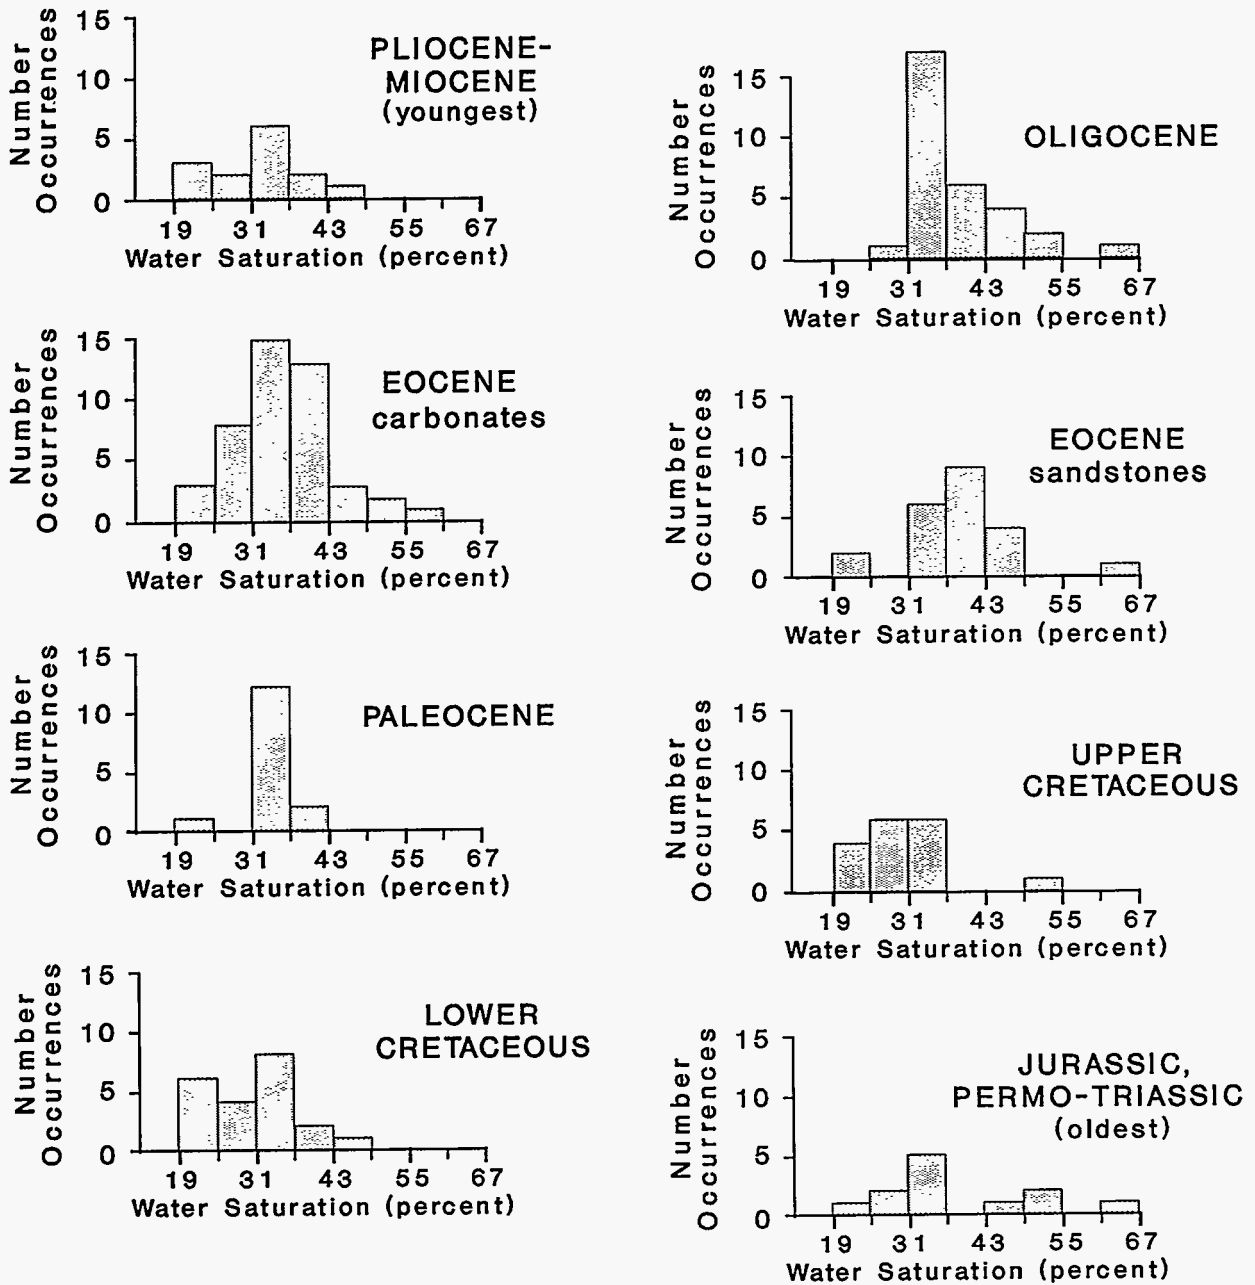 Number
Occurrences
15
10
5
0
PLIOCENE-
MIOCENE
(youngest)
19 31 43 55 67
Water Saturation (percent)
Number
Occurrences
15
10
5
0
OLIGOCENE
19 31 43 55 67
Water Saturation (percent)
Number
Occurrences
15
10
5
0
EOCENE
carbonates
19 31 43 55 67
Water Saturation (percent)
Number
Occurrences
15
10
5
0
EOCENE
sandstones
19 31 43 55 67
Water Saturation (percent)
Number
Occurrences
15
10
5
0
PALEOCENE
19 31 43 55 67
Water Saturation (percent)
Number
Occurrences
15
10
5
0
UPPER
CRETACEOUS
19 31 43 55 67
Water Saturation (percent)
Number
Occurrences
15
10
5
0
LOWER
CRETACEOUS
19 31 43 55 67
Water Saturation (percent)
Number
Occurrences
15
10
5
0
JURASSIC,
PERMO-TRIASSIC
(oldest)
19 31 43 55 67
Water Saturation (percent)